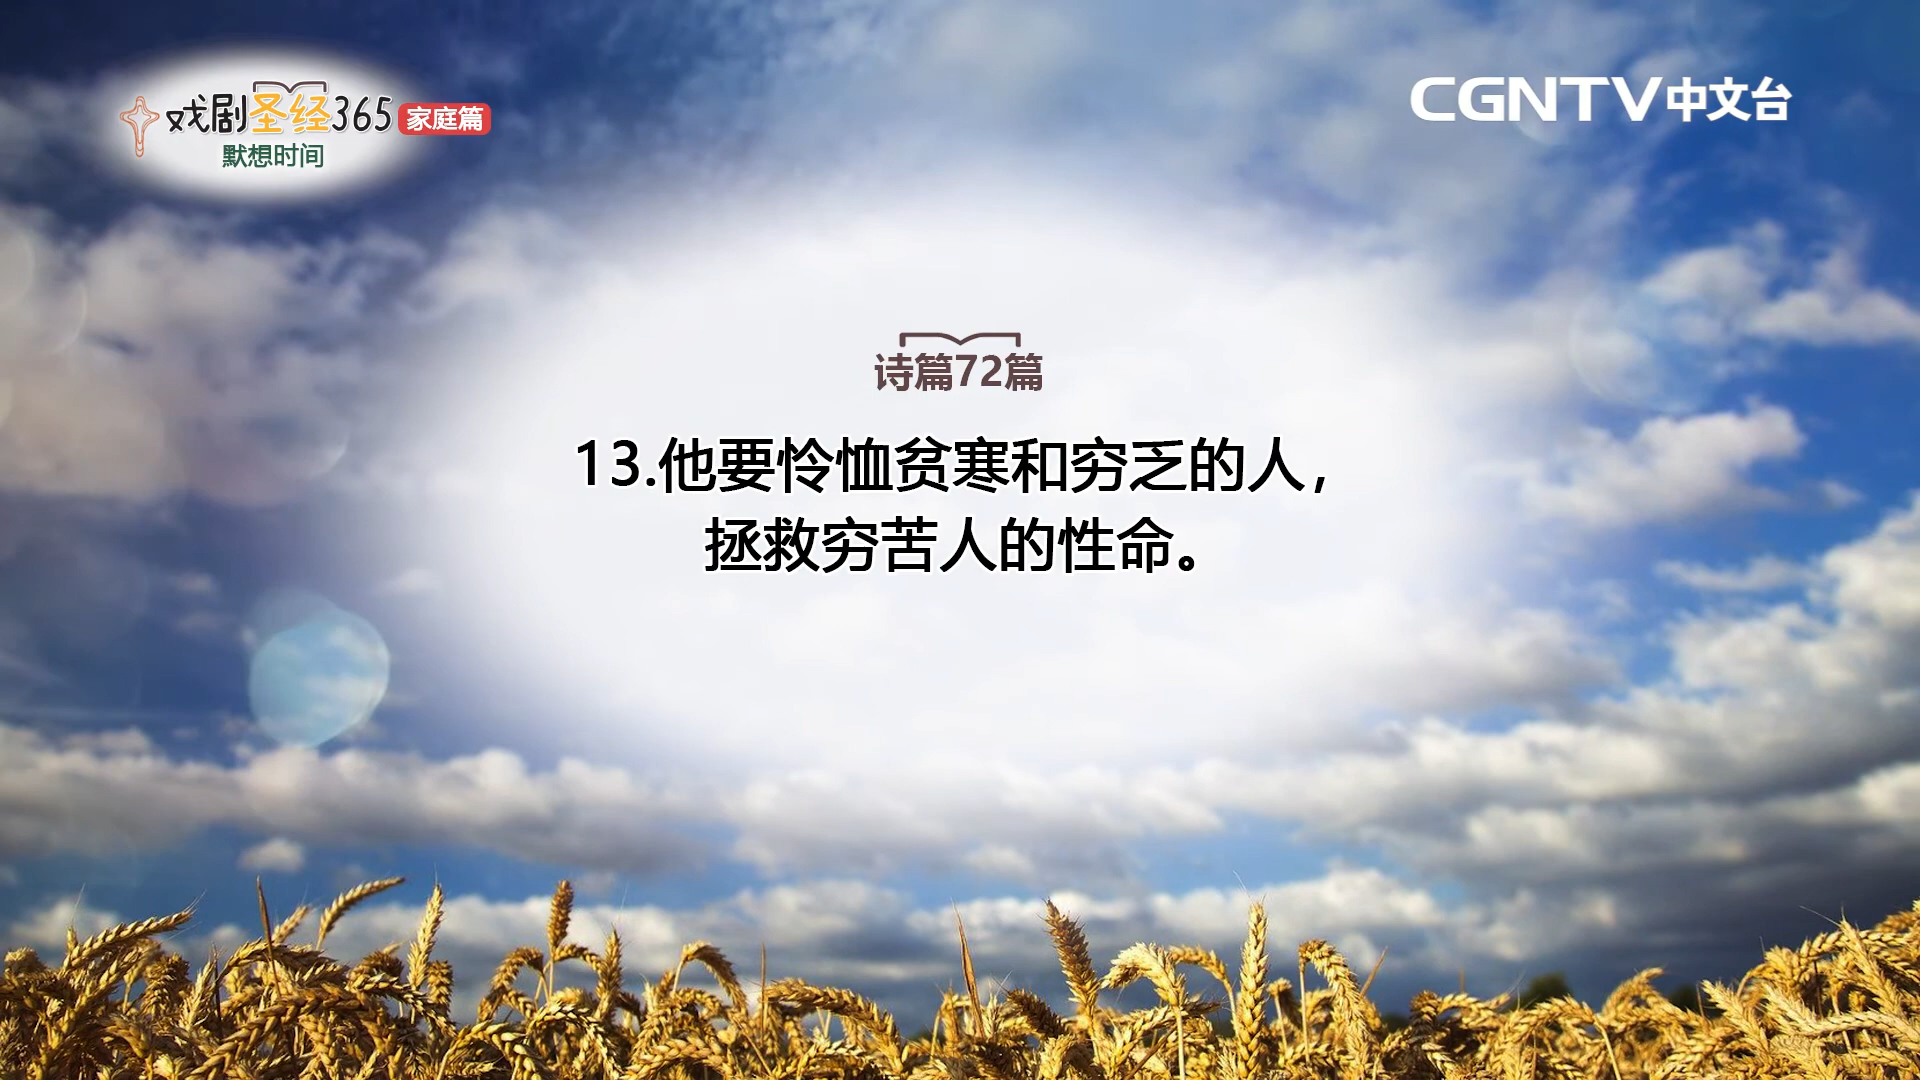 戏剧圣经365 家庭篇
默想时间
CGNTV中文台
诗篇72篇
13.他要怜恤贫寒和穷乏的人，
拯救穷苦人的性命。